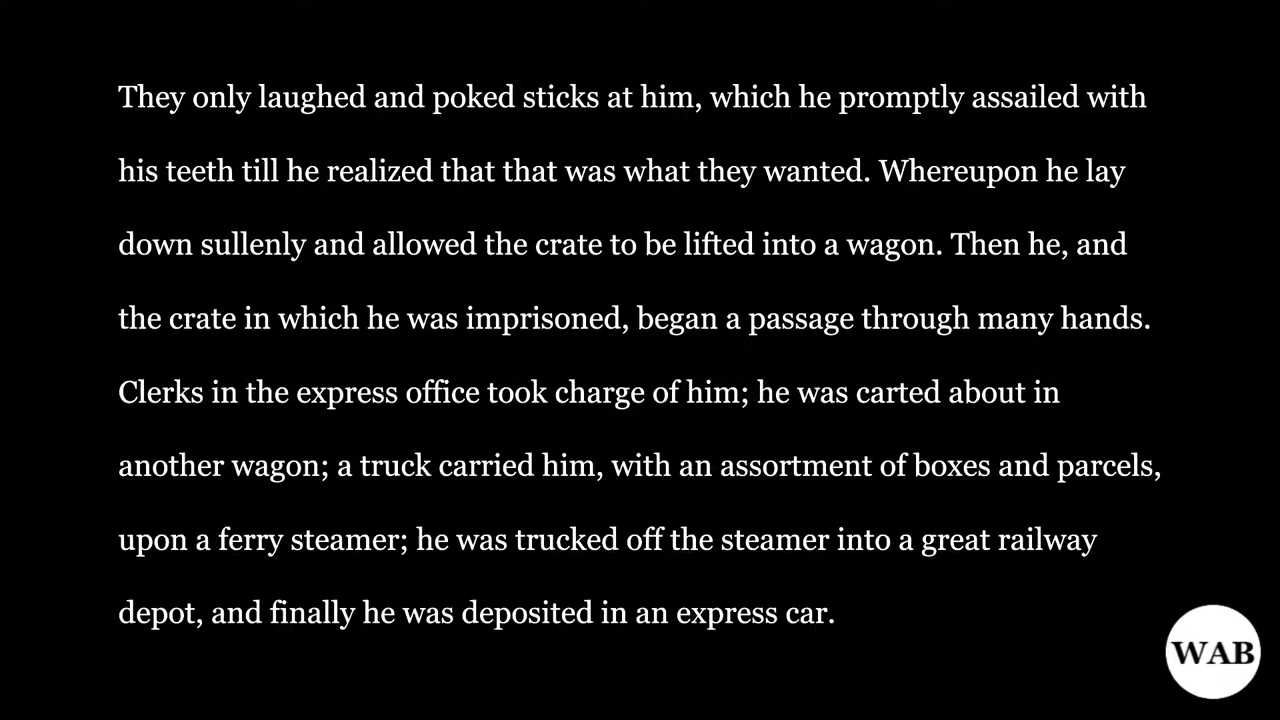 They only laughed and poked sticks at him, which he promptly assailed with
his teeth till he realized that that was what they wanted. Whereupon he lay
down sullenly and allowed the crate to be lifted into a wagon. Then he, and
the crate in which he was imprisoned, began a passage through many hands.
Clerks in the express office took charge of him; he was carted about in
another wagon; a truck carried him, with an assortment of boxes and parcels,
upon a ferry steamer; he was trucked off the steamer into a great railway
depot, and finally he was deposited in an express car.
WAB